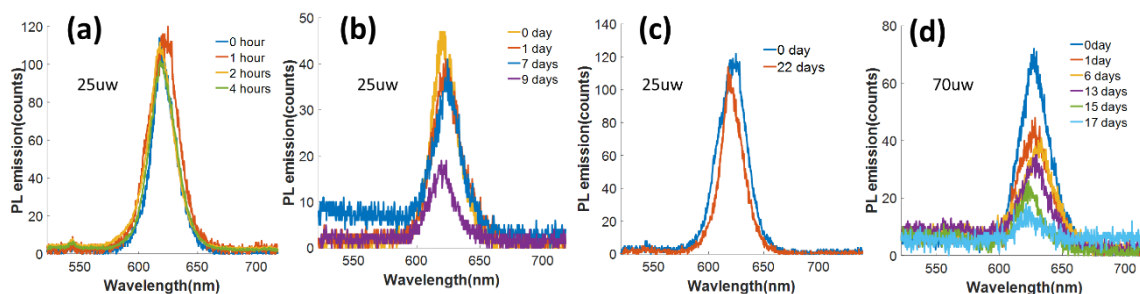 (a)
120
100
80
60
40
20
0
550
600
650
700
PL emission(counts)
Wavelength(nm)
25uw
0 hour
1 hour
2 hours
4 hours
(b)
50
40
30
20
10
0
550
600
650
700
PL emission(counts)
Wavelength(nm)
25uw
0 day
1 day
7 days
9 days
(c)
140
120
100
80
60
40
20
0
550
600
650
700
PL emission(counts)
Wavelength(nm)
25uw
0 day
22 days
(d)
80
60
40
20
0
550
600
650
700
PL emission(counts)
Wavelength(nm)
70uw
0day
1day
6 days
13 days
15 days
17 days